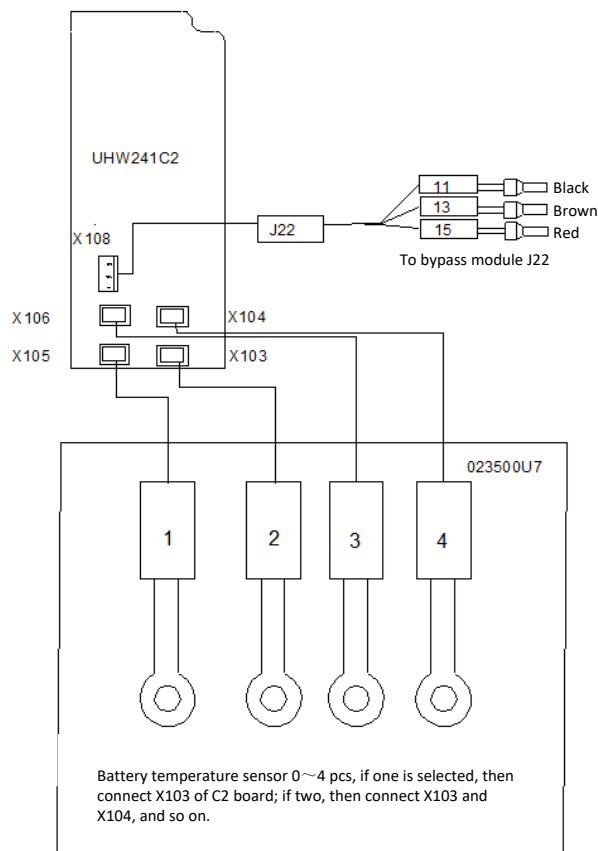 UHW241C2
11
Black
13
Brown
J22
15
Red
X108
To bypass module J22
X106
X104
X105
X103
023500U7
1
2
3
4
Battery temperature sensor 0～4 pcs, if one is selected, then
connect X103 of C2 board; if two, then connect X103 and
X104, and so on.